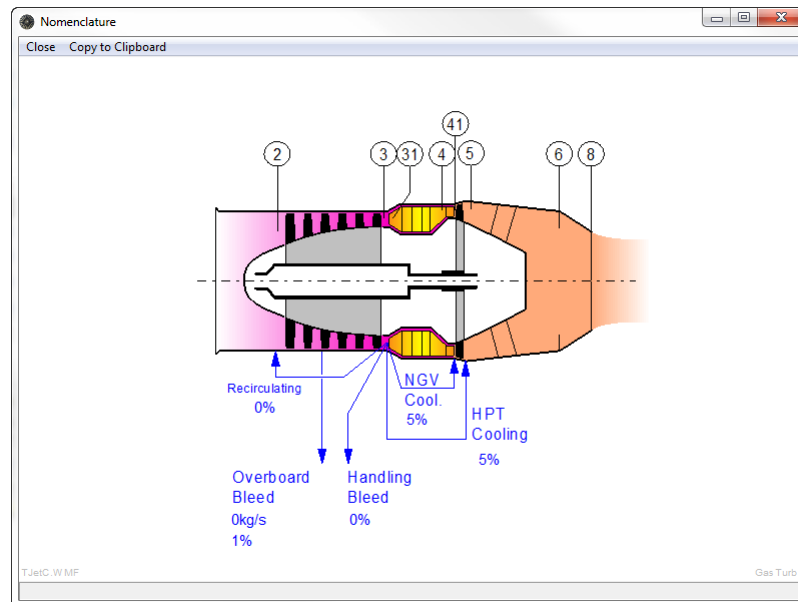 Nomenclature
Close Copy to Clipboard
41
2 3 31 4 5 6 8
Recirculating
0%
NGV
Cool.
5%
HPT
Cooling
5%
Overboard
Bleed
0kg/s
1%
Handling
Bleed
0%
TJetC.WMF
Gas Turb